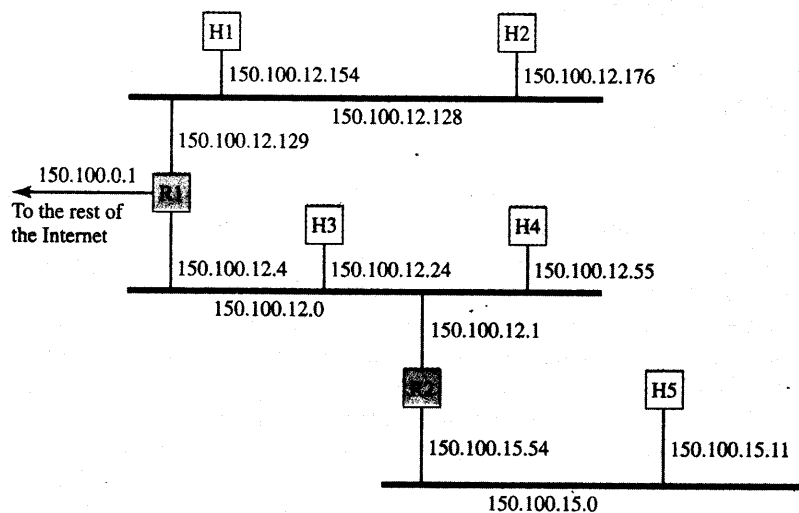 H1
H2
150.100.12.154
150.100.12.176
150.100.12.128
150.100.12.129
150.100.0.1
R1
To the rest of
the Internet
H3
H4
150.100.12.4
150.100.12.24
150.100.12.55
150.100.12.0
150.100.12.1
R2
H5
150.100.15.54
150.100.15.11
150.100.15.0